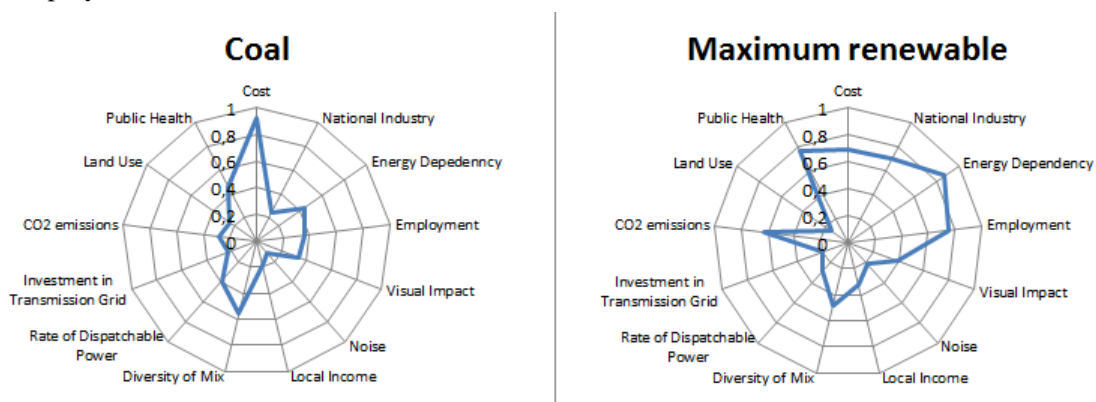 Coal
Cost
National Industry
Energy Depedenncy
Employment
Visual Impact
Noise
Local Income
Diversity of Mix
Rate of Dispatchable
Power
Investment in
Transmission Grid
CO2 emissions
Land Use
Public Health
1
0,8
0,6
0,4
0,2
0
Maximum renewable
Cost
National Industry
Energy Dependency
Employment
Visual Impact
Noise
Local Income
Diversity of Mix
Rate of Dispatchable
Power
Investment in
Transmission Grid
CO2 emissions
Land Use
Public Health
1
0,8
0,6
0,4
0,2
0